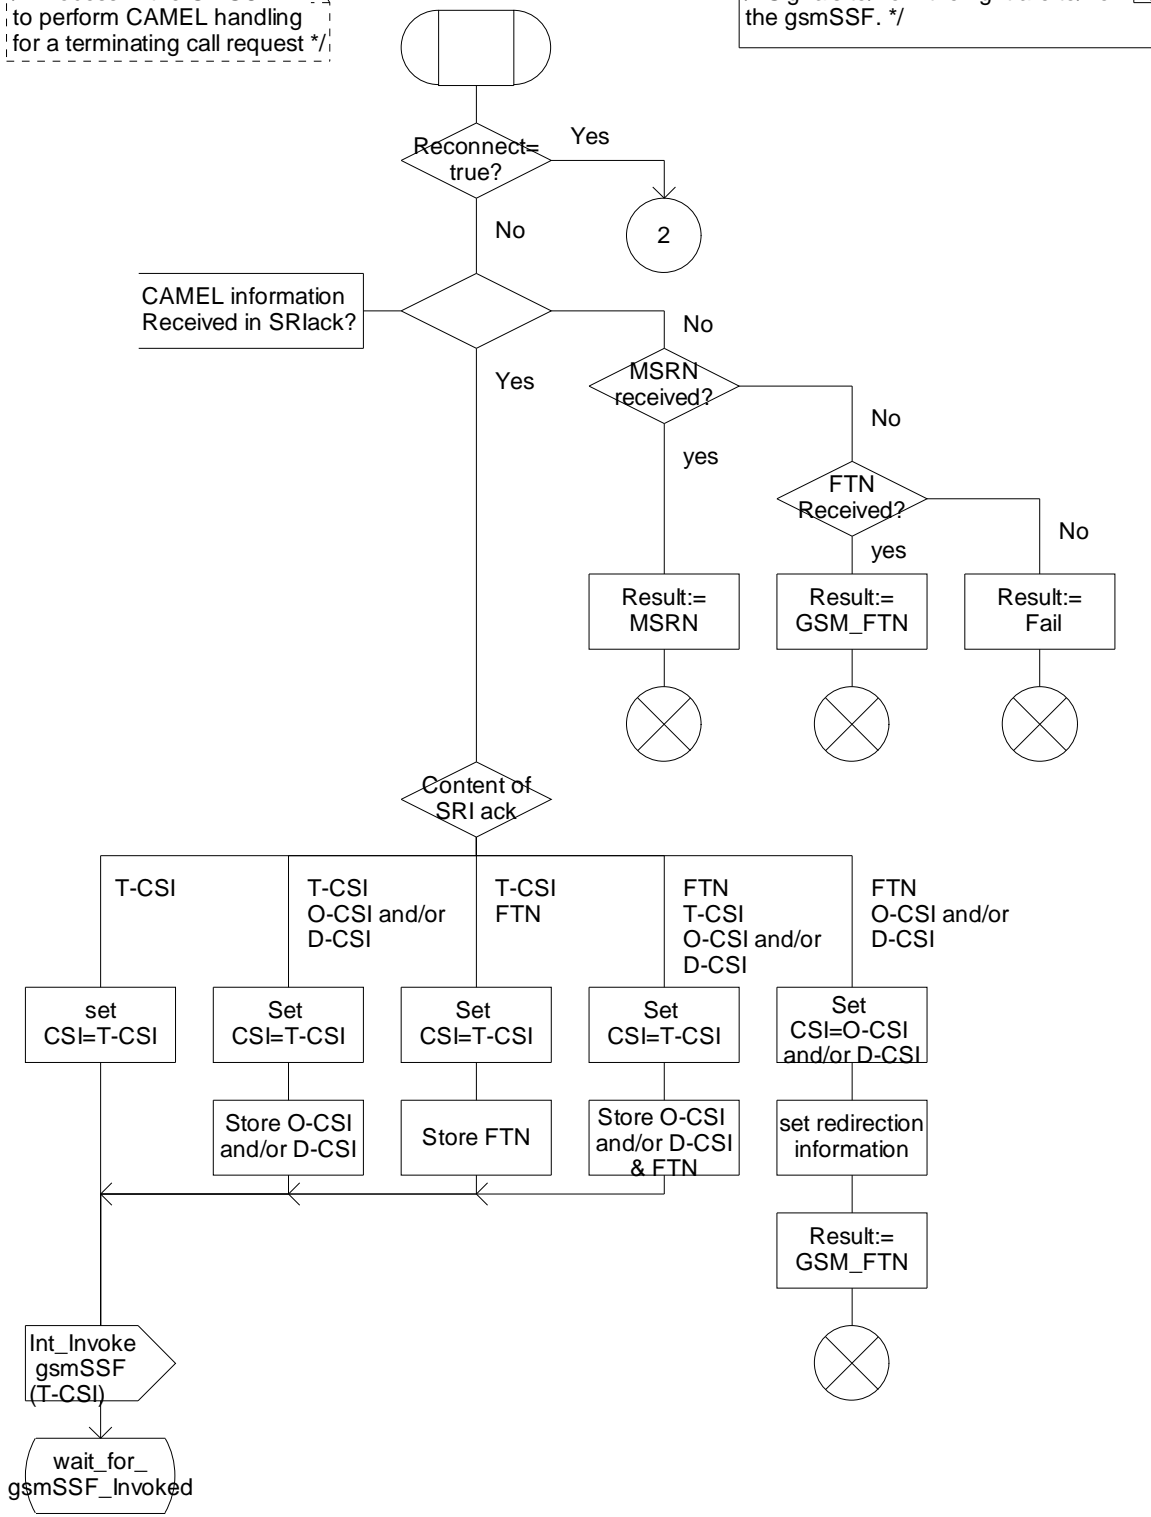 to perform CAMEL handling
for a terminating call request */
the gsmSSF. */
Reconnect=
true?
Yes
No
2
CAMEL information
Received in SRIack?
No
Yes
MSRN
received?
No
yes
FTN
Received?
No
yes
Result:=
MSRN
Result:=
GSM_FTN
Result:=
Fail
Content of
SRI ack
T-CSI
T-CSI
O-CSI and/or
D-CSI
T-CSI
FTN
FTN
T-CSI
O-CSI and/or
D-CSI
FTN
O-CSI and/or
D-CSI
set
CSI=T-CSI
Set
CSI=T-CSI
Set
CSI=T-CSI
Set
CSI=T-CSI
Set
CSI=O-CSI
and/or D-CSI
Store O-CSI
and/or D-CSI
Store FTN
Store O-CSI
and/or D-CSI
& FTN
set redirection
information
Result:=
GSM_FTN
Int_Invoke
gsmSSF
(T-CSI)
wait_for_
gsmSSF_Invoked